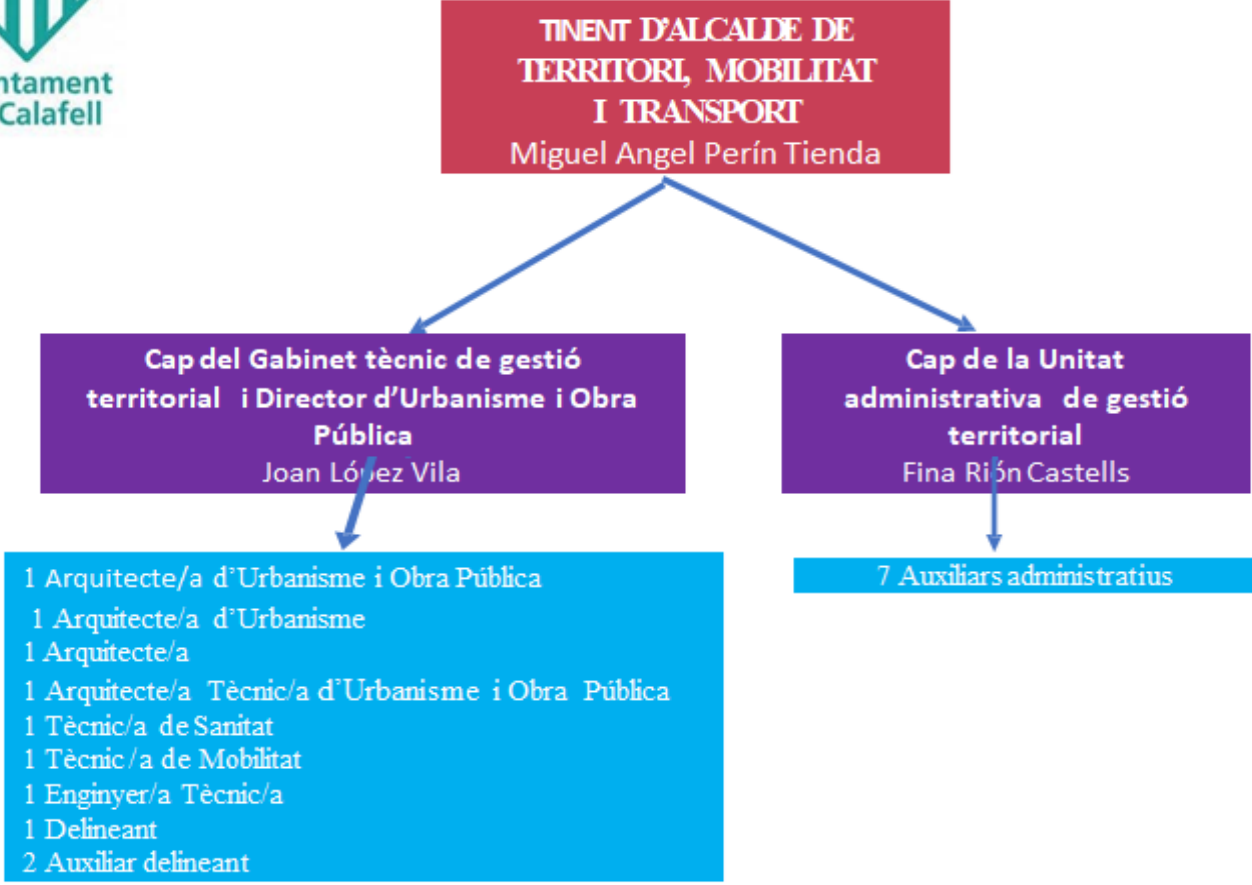 ntament
Calafell
TINENT D'ALCALDE DE
TERRITORI, MOBILITAT
I TRANSPORT
Miguel Angel Perín Tienda
Cap del Gabinet tècnic de gestió
territorial i Director d'Urbanisme i Obra
Pública
Joan López Vila
Cap de la Unitat
administrativa de gestió
territorial
Fina Rión Castells
1 Arquitecte/a d'Urbanisme i Obra Pública
1 Arquitecte/a d'Urbanisme
1 Arquitecte/a
1 Arquitecte/a Tècnic/a d'Urbanisme i Obra Pública
1 Tècnic/a de Sanitat
1 Tècnic/a de Mobilitat
1 Enginyer/a Tècnic/a
1 Delineant
2 Auxiliar delineant
7 Auxiliars administratius